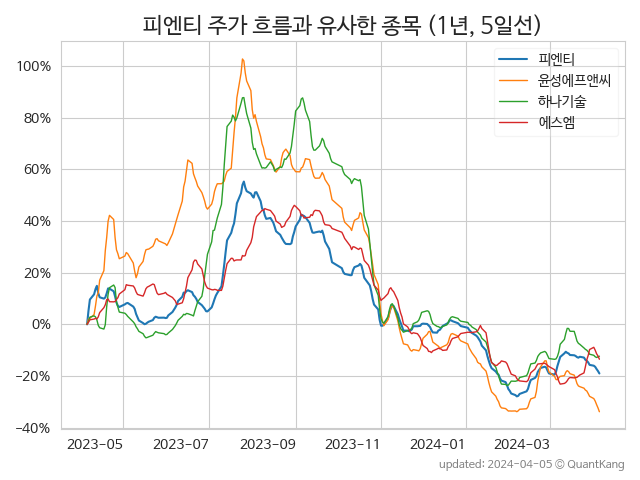 피엔티 주가 흐름과 유사한 종목 (1년, 5일선)
피엔티
윤성에프앤씨
하나기술
에스엠
100%
80%
60%
40%
20%
0%
−20%
−40%
2023-05
2023-07
2023-09
2023-11
2024-01
2024-03
updated: 2024-04-05 © QuantKang